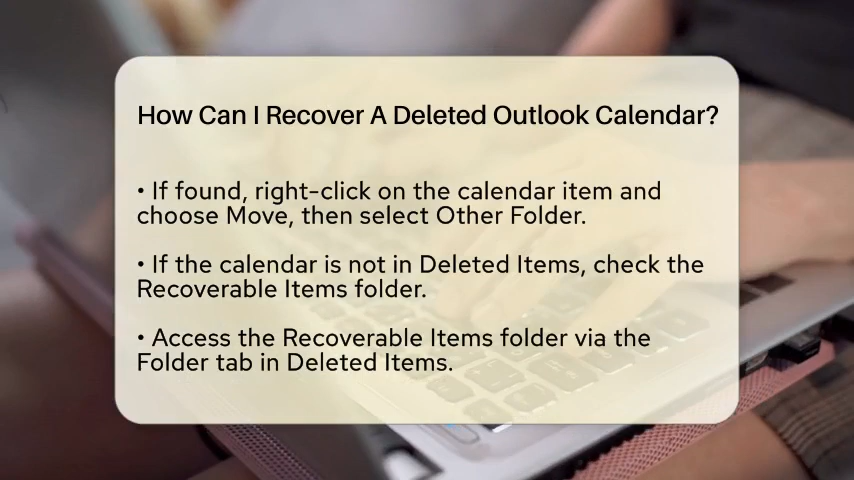 How Can I Recover A Deleted Outlook Calendar?
• If found, right-click on the calendar item and
choose Move, then select Other Folder.
• If the calendar is not in Deleted Items, check the
Recoverable Items folder.
• Access the Recoverable Items folder via the
Folder tab in Deleted Items.